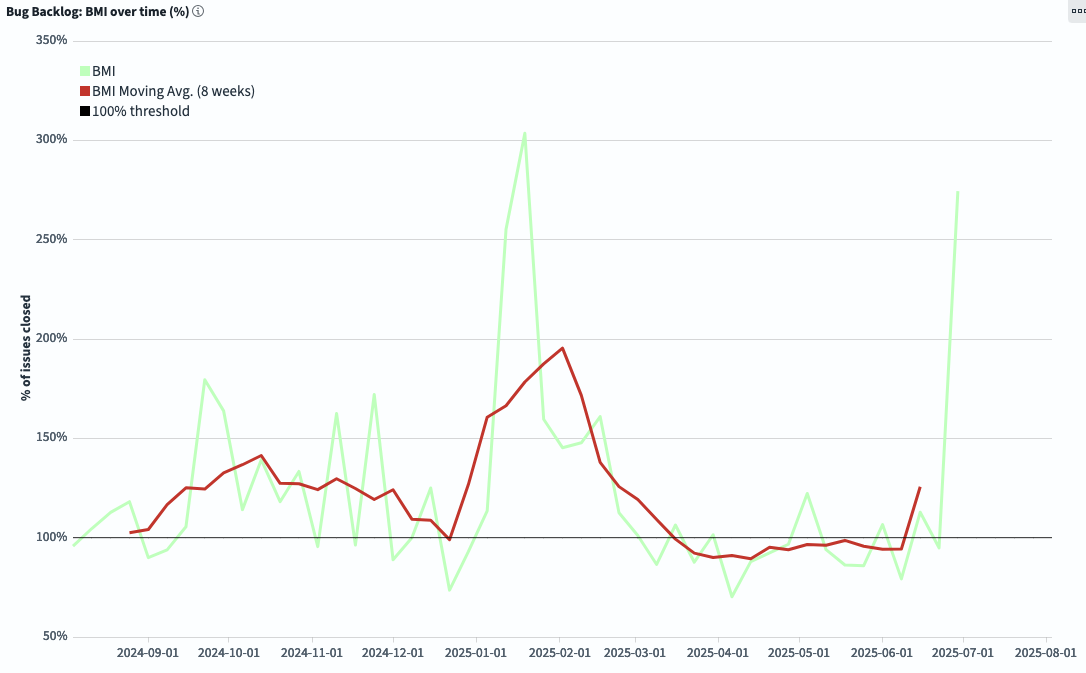 Bug Backlog: BMI over time (%)
350%
BMI
BMI Moving Avg. (8 weeks)
100% threshold
300%
250%
200%
150%
100%
50%
% of issues closed
2024-09-01 2024-10-01 2024-11-01 2024-12-01 2025-01-01 2025-02-01 2025-03-01 2025-04-01 2025-05-01 2025-06-01 2025-07-01 2025-08-01